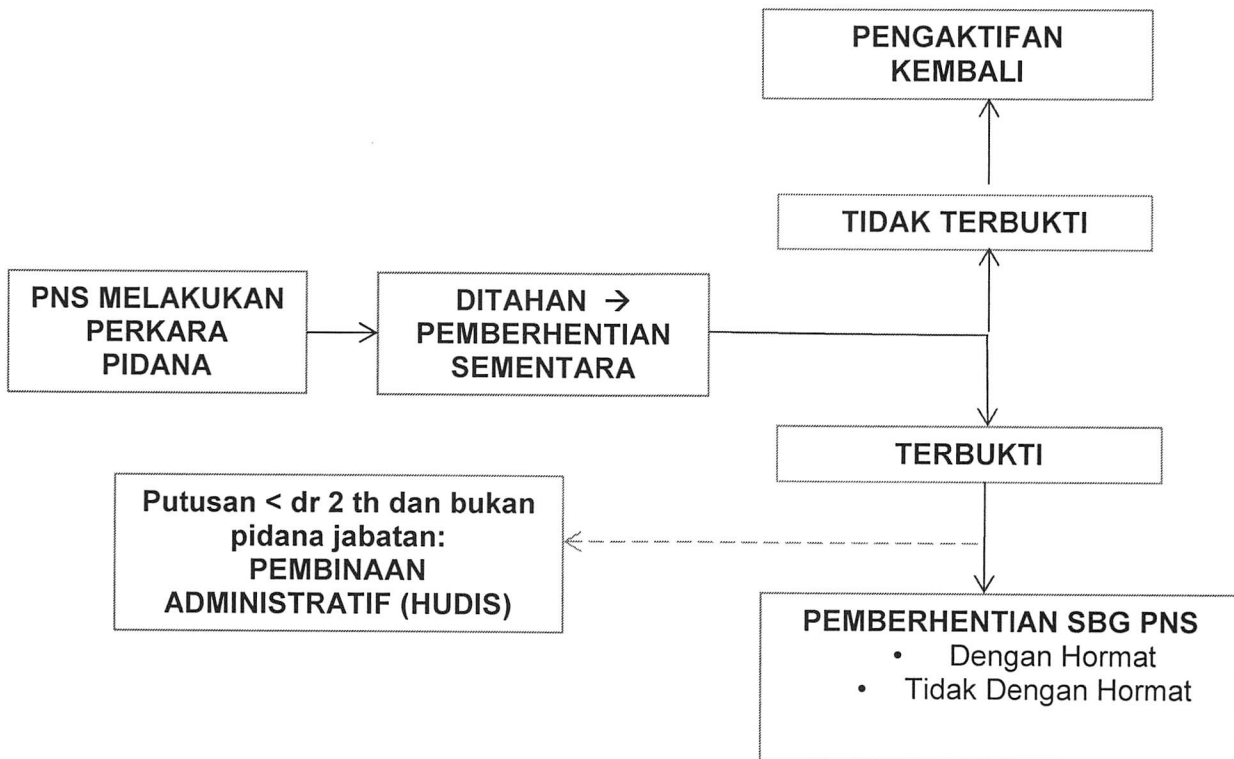 PENGAKTIFAN
KEMBALI
TIDAK TERBUKTI
PNS MELAKUKAN
PERKARA
PIDANA
DITAHAN →
PEMBERHENTIAN
SEMENTARA
TERBUKTI
Putusan < dr 2 th dan bukan
pidana jabatan:
PEMBINAAN
ADMINISTRATIF (HUDIS)
PEMBERHENTIAN SBG PNS
• Dengan Hormat
• Tidak Dengan Hormat